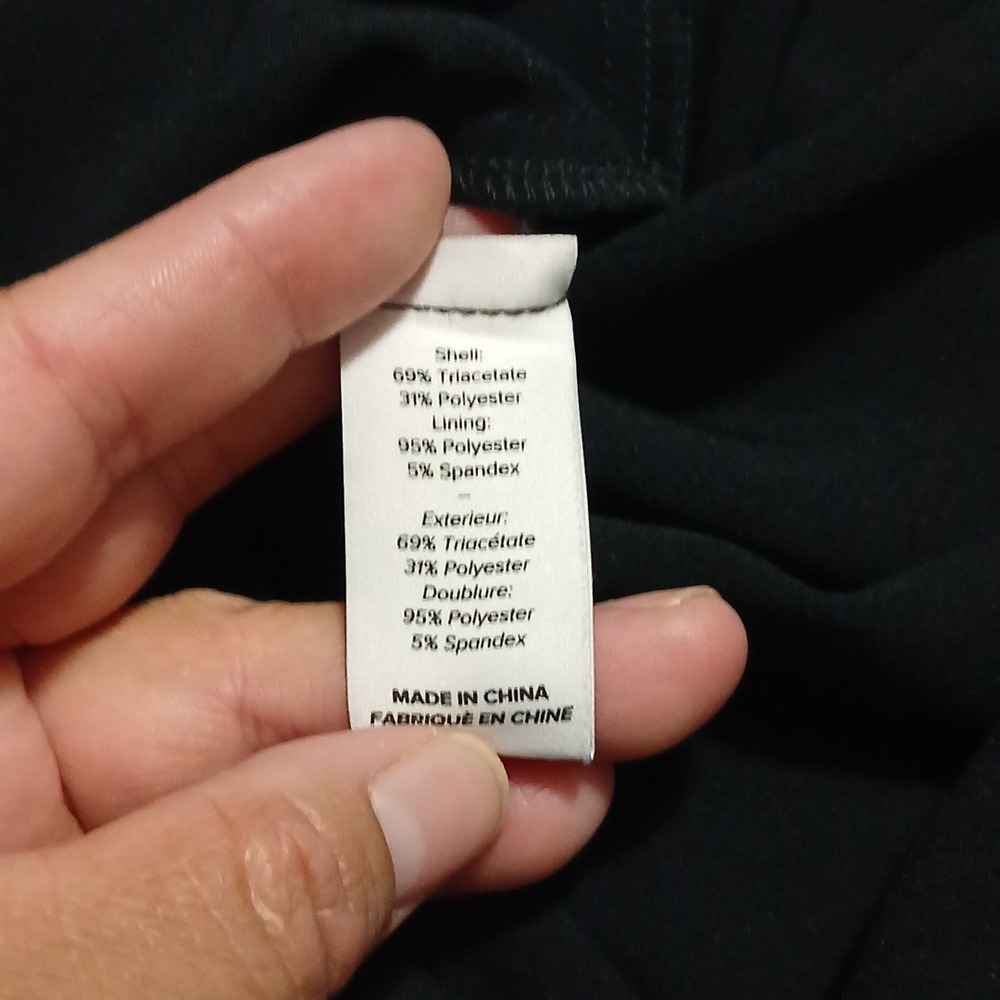 Shell:
69% Triacetate
31% Polyester
Lining:
95% Polyester
5% Spandex
–
Exterieur:
69% Triacétate
31% Polyester
Doublure:
95% Polyester
5% Spandex
MADE IN CHINA
FABRIQUÉ EN CHINE